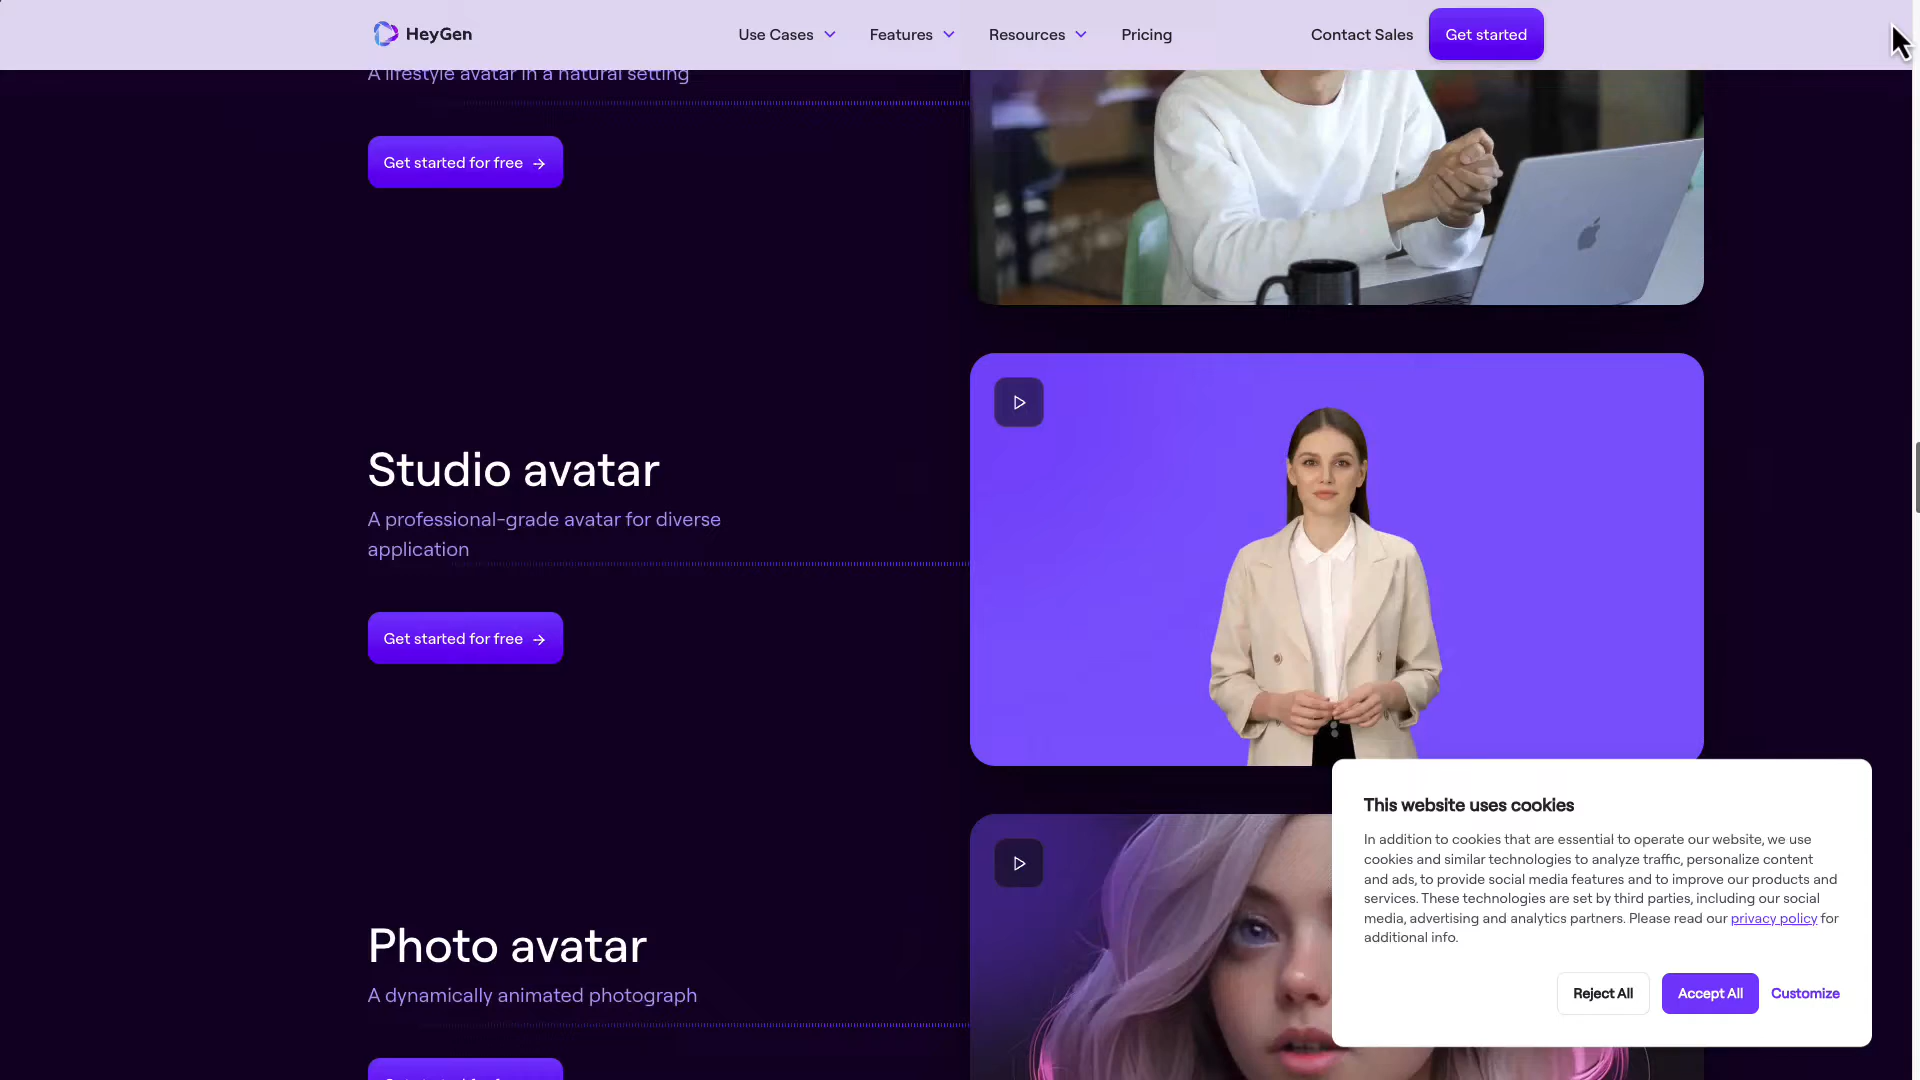 HeyGen
Use Cases
Features
Resources
Pricing
Contact Sales
Get started
A lifestyle avatar in a natural setting
Get started for free →
Studio avatar
A professional-grade avatar for diverse
application
Get started for free →
Photo avatar
A dynamically animated photograph
This website uses cookies
In addition to cookies that are essential to operate our website, we use
cookies and similar technologies to analyze traffic, personalize content
and ads, to provide social media features and to improve our products and
services. These technologies are set by third parties, including our social
media, advertising and analytics partners. Please read our privacy policy for
additional info.
Reject All
Accept All
Customize